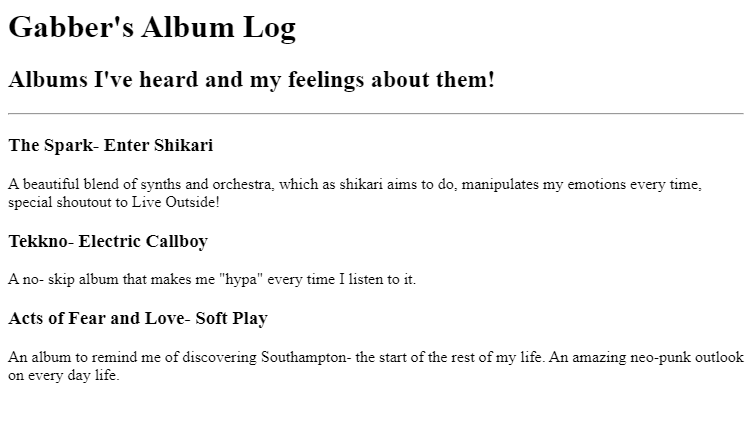 Gabber's Album Log
Albums I've heard and my feelings about them!
The Spark- Enter Shikari
A beautiful blend of synths and orchestra, which as shikari aims to do, manipulates my emotions every time,
special shoutout to Live Outside!
Tekkno- Electric Callboy
A no- skip album that makes me "hypa" every time I listen to it.
Acts of Fear and Love- Soft Play
An album to remind me of discovering Southampton- the start of the rest of my life. An amazing neo-punk outlook
on every day life.